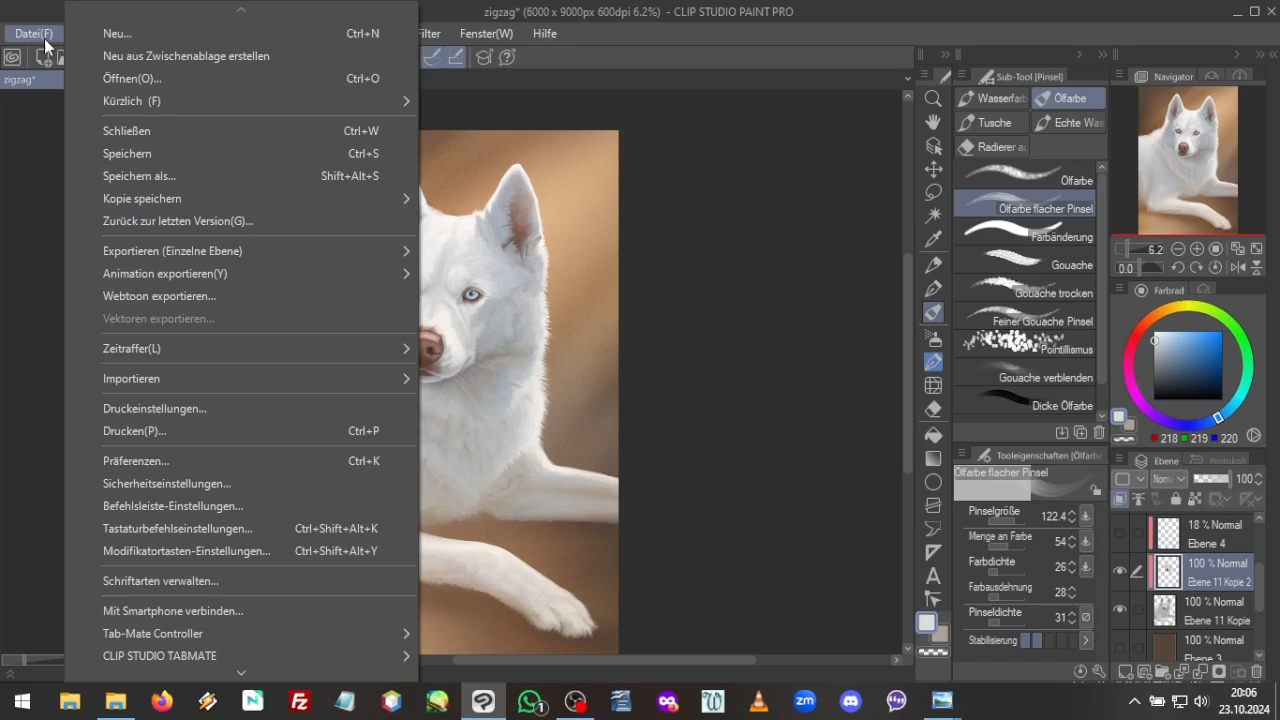 zigzag* (6000 x 9000px 600dpi 6.2%) - CLIP STUDIO PAINT PRO
Datei(F)
Filter
Fenster(W)
Hilfe
zigzag*
Neu... Ctrl+N
Neu aus Zwischenablage erstellen
Öffnen(O)... Ctrl+O
Kürzlich (F)
Schließen Ctrl+W
Speichern Ctrl+S
Speichern als... Shift+Alt+S
Kopie speichern
Zurück zur letzten Version(G)...
Exportieren (Einzelne Ebene)
Animation exportieren(Y)
Webtoon exportieren...
Vektoren exportieren...
Zeitraffer(L)
Importieren
Druckeinstellungen...
Drucken(P)... Ctrl+P
Präferenzen... Ctrl+K
Sicherheitseinstellungen...
Befehlsleiste-Einstellungen...
Tastaturbefehlseinstellungen... Ctrl+Shift+Alt+K
Modifikatortasten-Einstellungen... Ctrl+Shift+Alt+Y
Schriftarten verwalten...
Mit Smartphone verbinden...
Tab-Mate Controller
CLIP STUDIO TABMATE
Sub-Tool [Pinsel]
Wasserfarb
Ölfarbe
Tusche
Echte Was
Radierer au
Ölfarbe
Ölfarbe flacher Pinsel
Farbänderung
Gouache
Gouache trocken
Feiner Gouache Pinsel
Pointillismus
Gouache verblenden
Dicke Ölfarbe
Tooleigenschaften [Ölfarbe
Ölfarbe flacher Pinsel
Pinselgröße 122.4
Menge an Farbe 54
Farbdichte 26
Farbausdehnung 28
Pinseldichte 31
Stabilisierung
Navigator
6.2
0.0
Farbrad
218 219 220
Ebene
Protokoll
Norma 100
18 % Normal
Ebene 4
100 % Normal
Ebene 11 Kopie 2
100 % Normal
Ebene 11 Kopie
100 % Normal
Ebene 3
20:06
23.10.2024